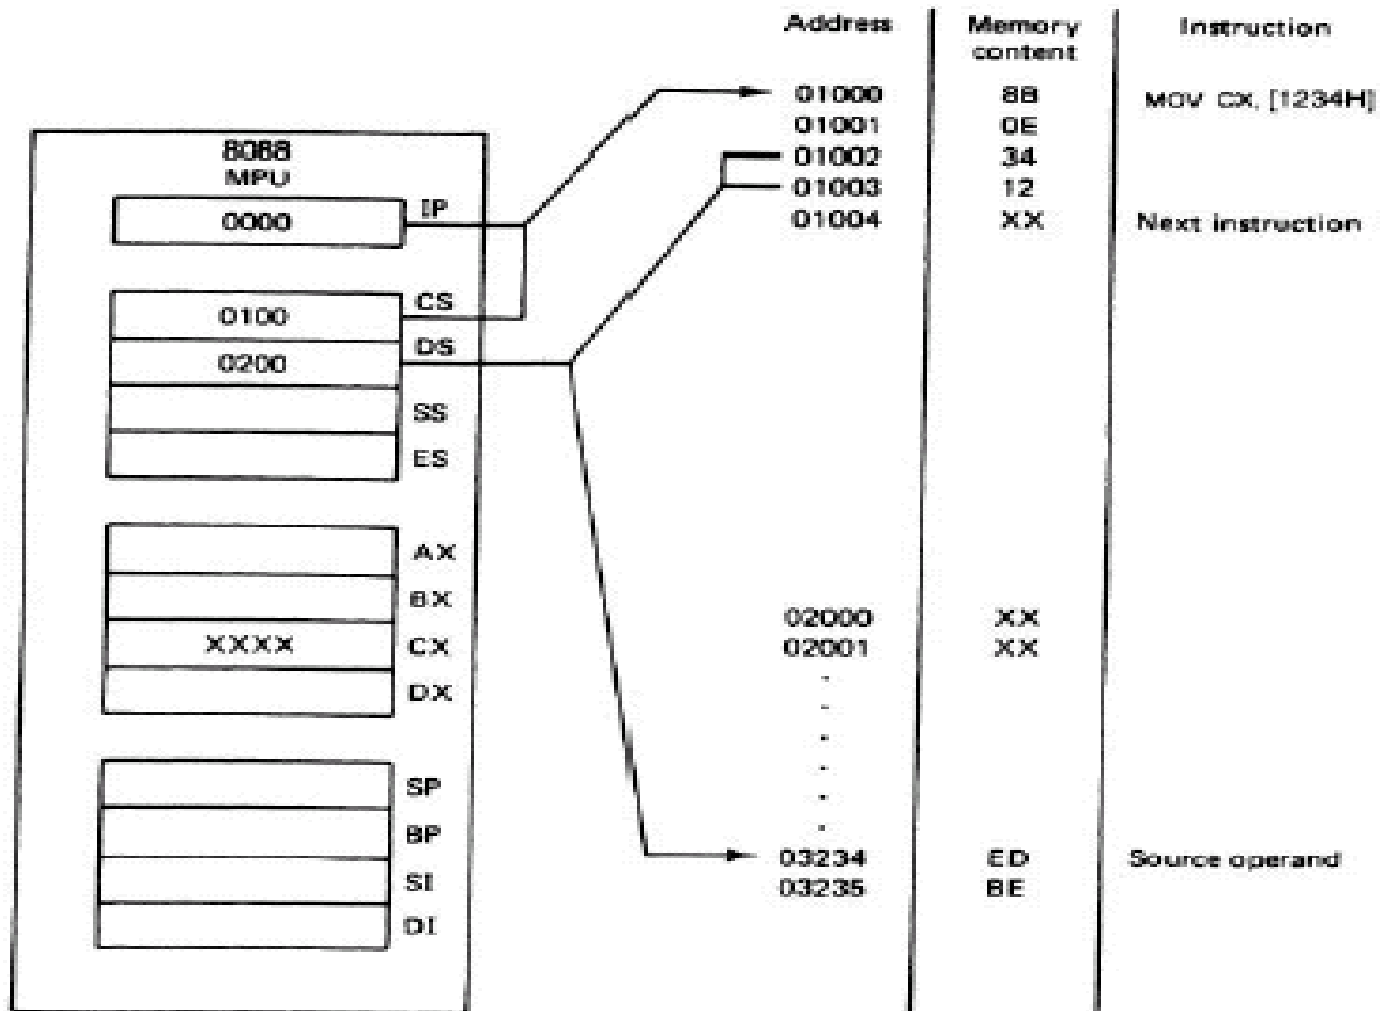 Address Memory content Instruction
01000 8B MOV CX, [1234H]
01001 0E
01002 34
01003 12
01004 XX Next instruction
8088
MPU
0000 IP
0100 CS
0200 DS
SS
ES
AX
BX
XXXX CX
DX
SP
BP
SI
DI
02000 XX
02001 XX
03234 ED Source operand
03235 BE